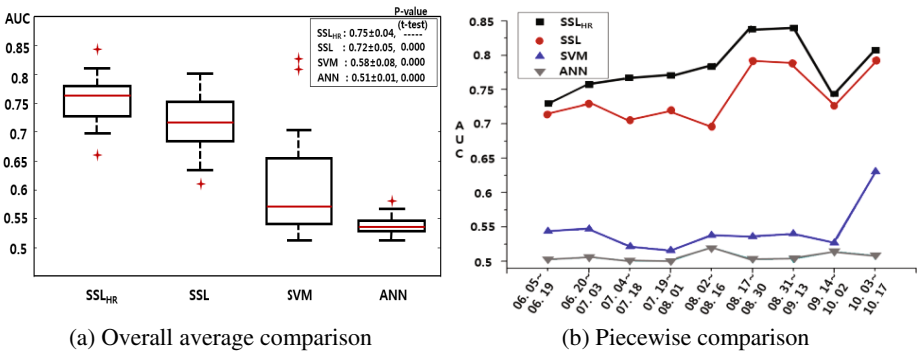 AUC
P-value
(t-test)
SSLHR : 0.75±0.04, -----
SSL : 0.72±0.05, 0.000
SVM : 0.58±0.08, 0.000
ANN : 0.51±0.01, 0.000
0.85
0.8
0.75
0.7
0.65
0.6
0.55
0.5
SSLHR SSL SVM ANN
(a) Overall average comparison
SSLHR
SSL
SVM
ANN
0.85
0.8
0.75
0.7
0.65
0.6
0.55
0.5
A
U
C
06. 05~
06. 19
06. 20~
07. 03
07. 04~
07. 18
07. 19~
08. 01
08. 02~
08. 16
08. 17~
08. 30
08. 31~
09. 13
09. 14~
10. 02
10. 03~
10. 17
(b) Piecewise comparison